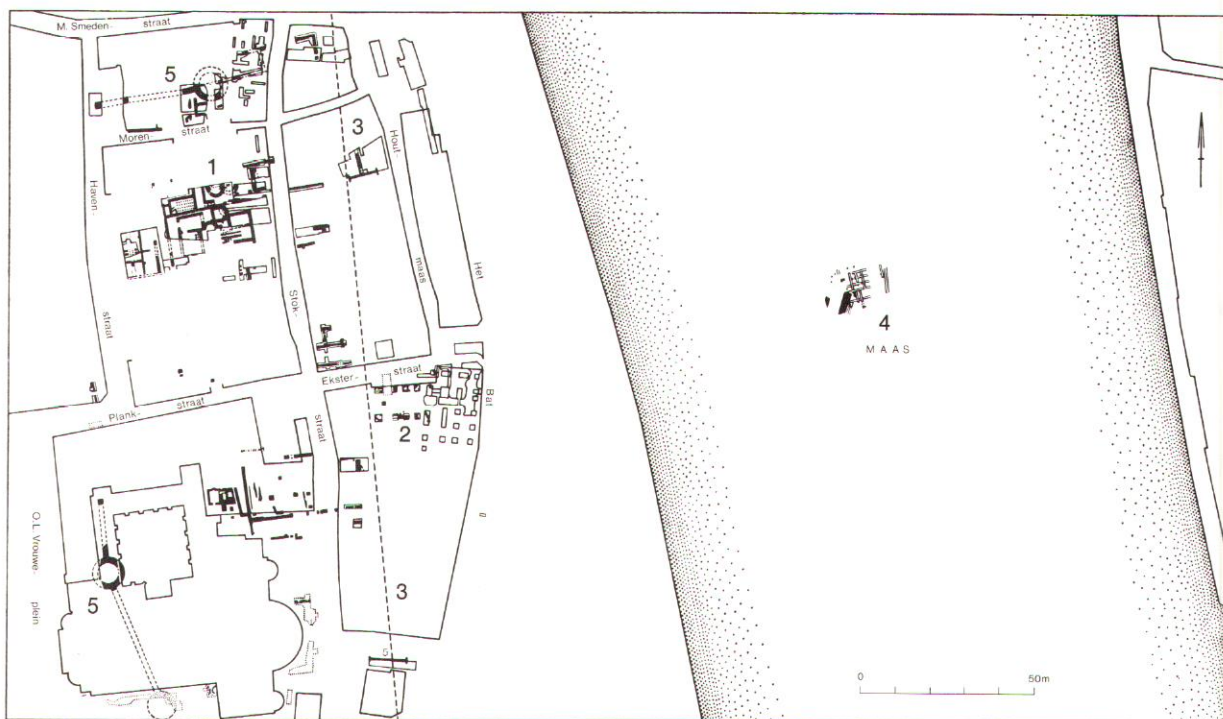 M. Smeden-
straat
5
Moren-
straat
1
3
Haven-
straat
Hout-
maas
Het
Bat
Stok-
straat
Ekster-
straat
Plank-
straat
2
4
MAAS
O.L. Vrouwe-
plein
5
3
0 50m